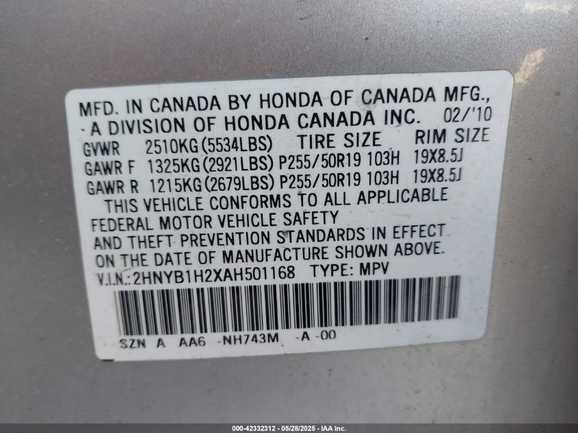 MFD. IN CANADA BY HONDA OF CANADA MFG.,
A DIVISION OF HONDA CANADA INC. 02/'10
GVWR 2510KG(5534LBS) TIRE SIZE RIM SIZE
GAWR F 1325KG(2921LBS) P255/50R19 103H 19X8.5J
GAWR R 1215KG(2679LBS) P255/50R19 103H 19X8.5J
THIS VEHICLE CONFORMS TO ALL APPLICABLE
FEDERAL MOTOR VEHICLE SAFETY
AND THEFT PREVENTION STANDARDS IN EFFECT
ON THE DATE OF MANUFACTURE SHOWN ABOVE.
V.I.N.:2HNYB1H2XAH501168 TYPE: MPV
SZN A AA6 -NH743M -A -00
000-42332312 - 05/28/2025 - IAA, Inc.